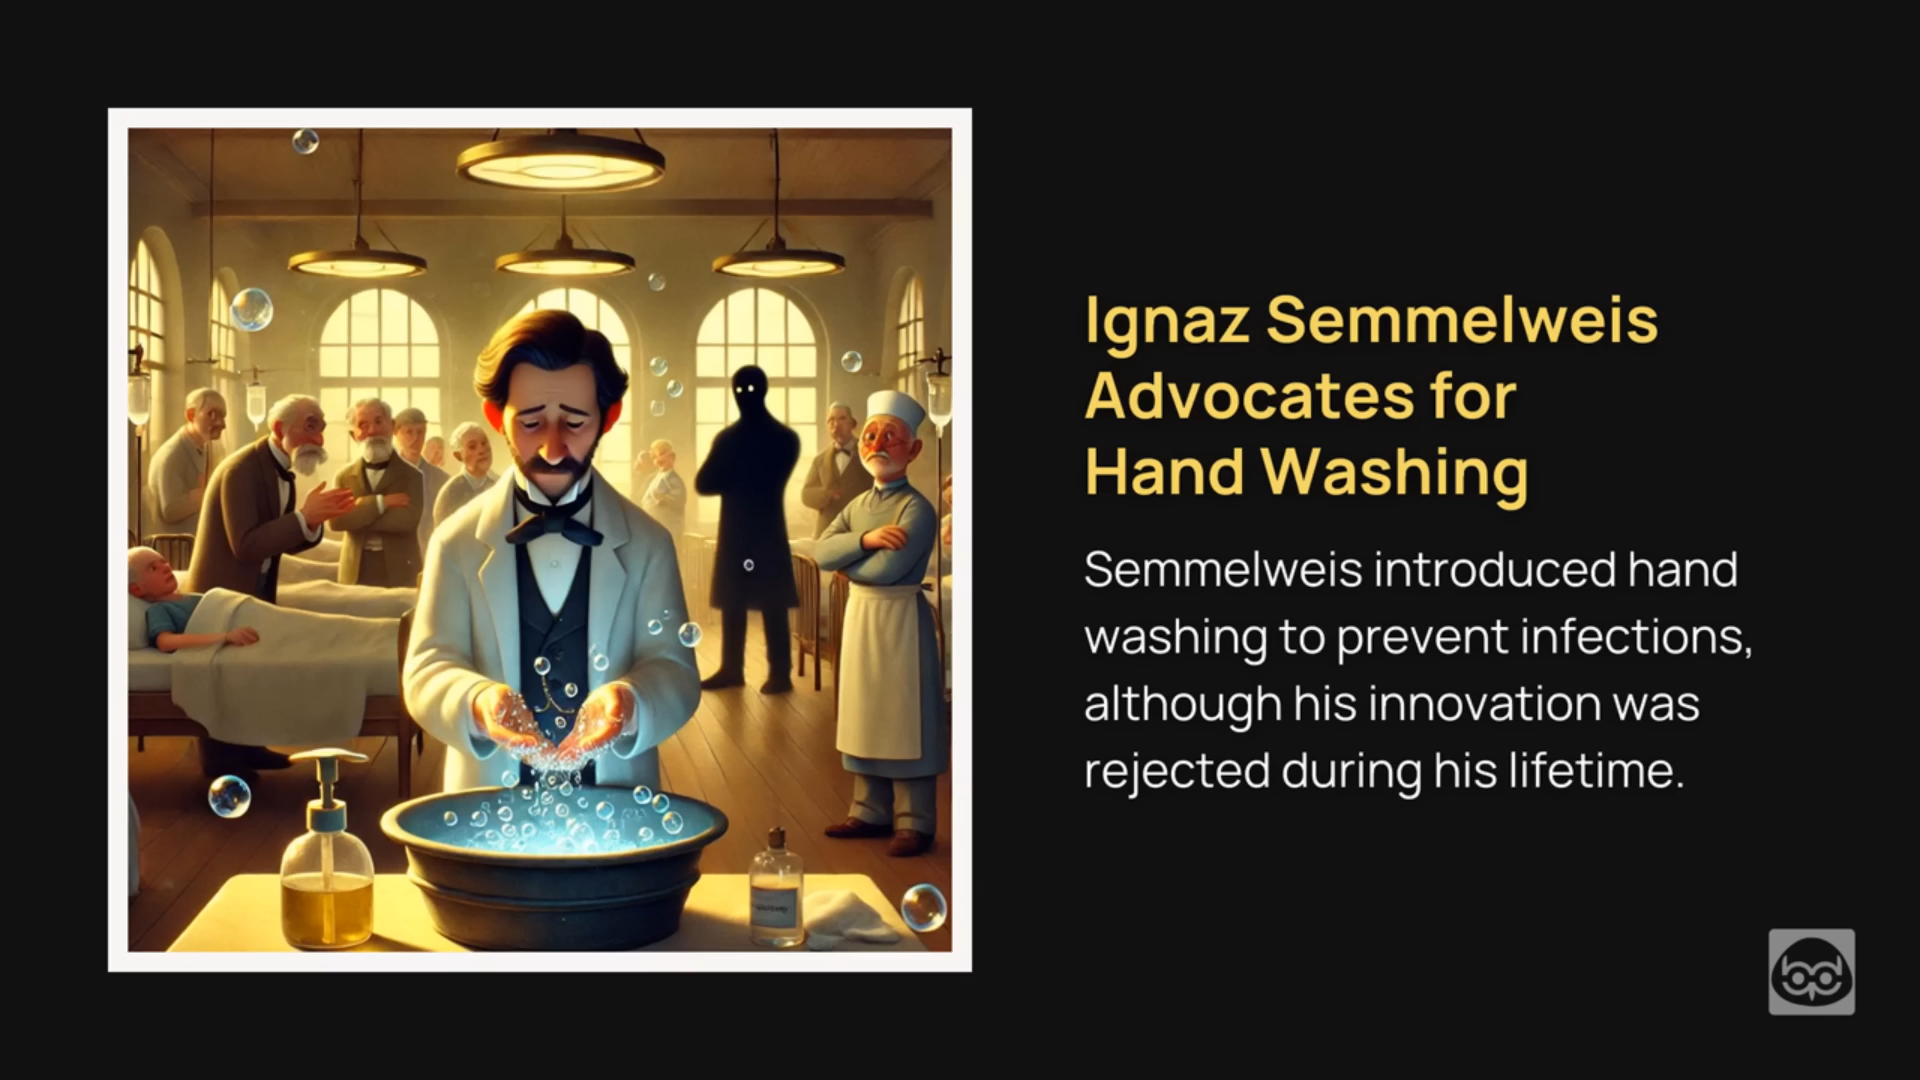 Ignaz Semmelweis
Advocates for
Hand Washing
Semmelweis introduced hand
washing to prevent infections,
although his innovation was
rejected during his lifetime.